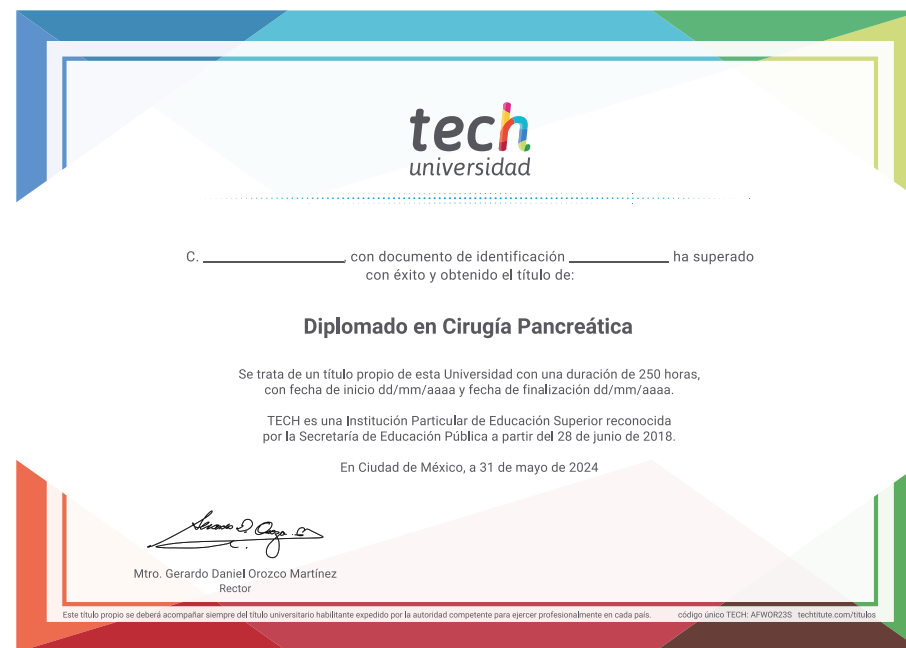 tech
universidad
C. ____________, con documento de identificación ____________ ha superado
con éxito y obtenido el título de:
Diplomado en Cirugía Pancreática
Se trata de un título propio de esta Universidad con una duración de 250 horas,
con fecha de inicio dd/mm/aaaa y fecha de finalización dd/mm/aaaa.
TECH es una Institución Particular de Educación Superior reconocida
por la Secretaría de Educación Pública a partir del 28 de junio de 2018.
En Ciudad de México, a 31 de mayo de 2024
Mtro. Gerardo Daniel Orozco Martínez
Rector
Este título propio se deberá acompañar siempre del título universitario habilitante expedido por la autoridad competente para ejercer profesionalmente en cada país. código único TECH: AFWOR23S techtitute.com/titulos